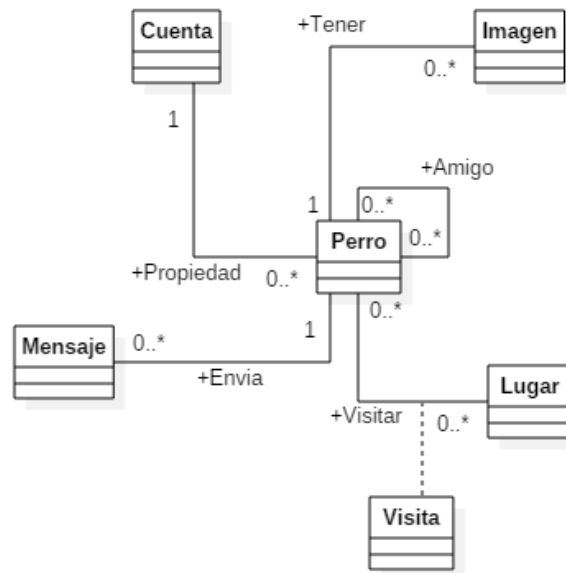 Cuenta
+Tener
Imagen
0..*
1
+Amigo
1
0..*
Perro
0..*
+Propiedad
0..*
0..*
1
Mensaje
0..*
+Envia
Lugar
+Visitar
0..*
Visita